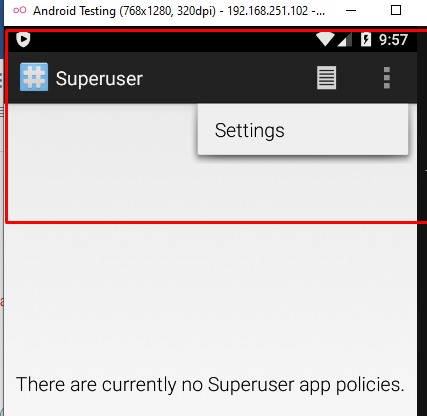 Android Testing (768x1280, 320dpi) - 192.168.251.102 -...
9:57
Superuser
Settings
There are currently no Superuser app policies.